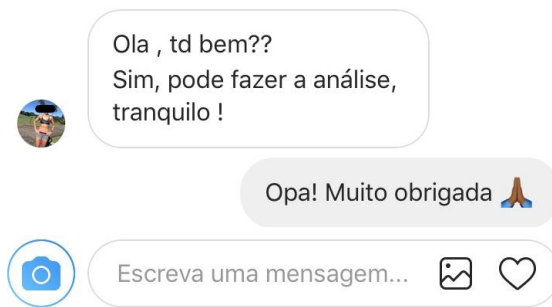 Ola , td bem??
Sim, pode fazer a análise,
tranquilo !
Opa! Muito obrigada 🙏🏾
Escreva uma mensagem...